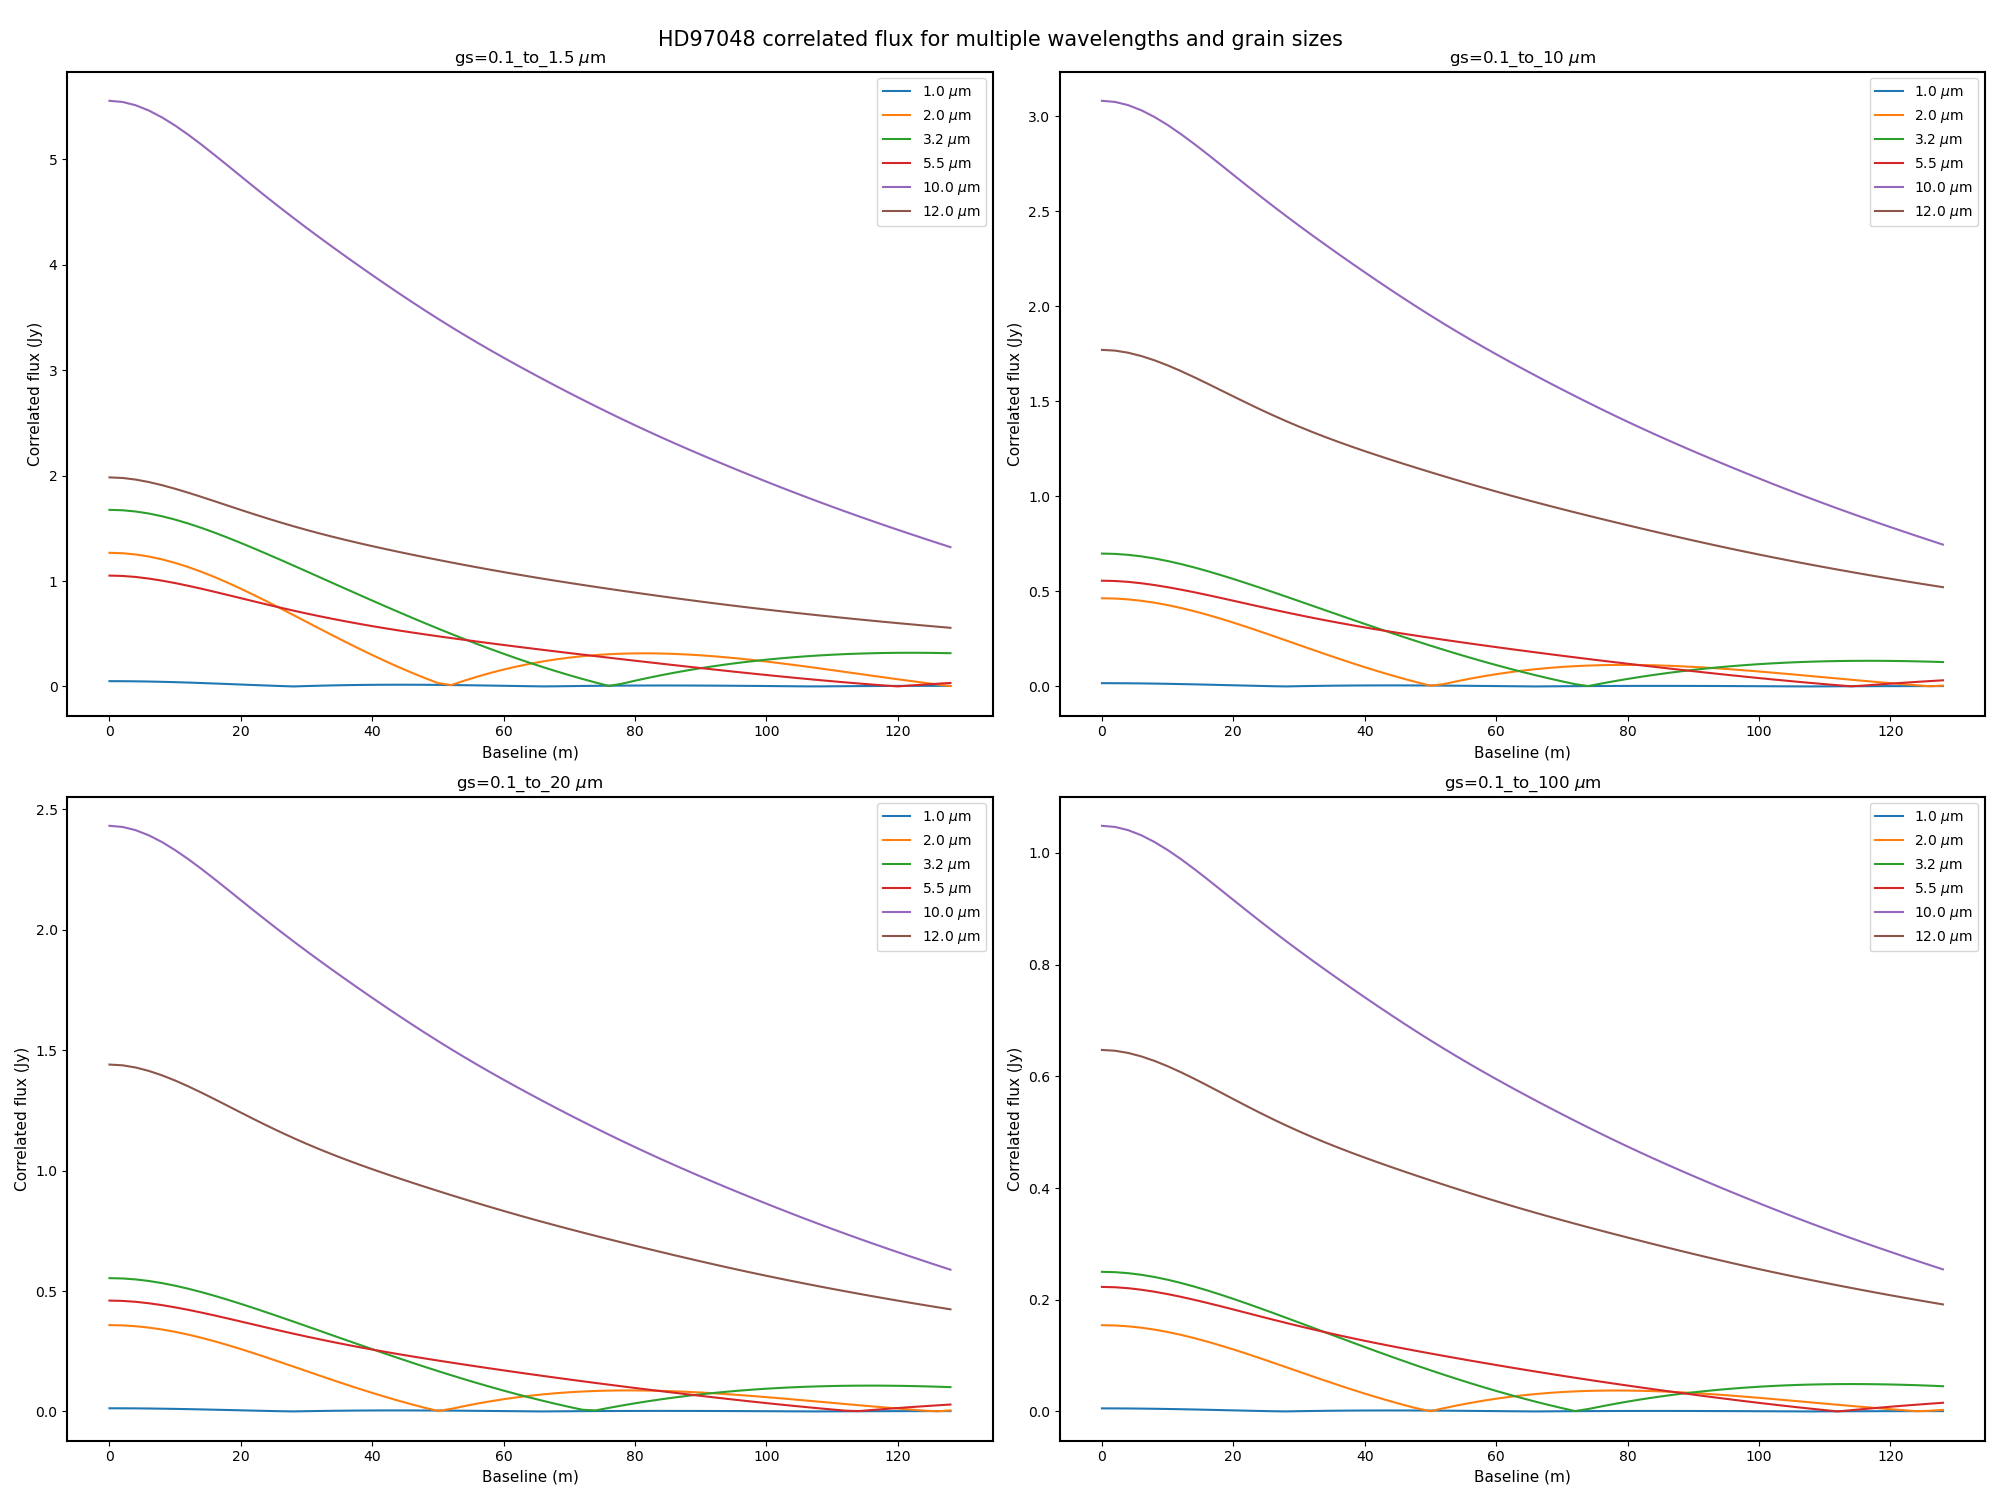 HD97048 correlated flux for multiple wavelengths and grain sizes
gs=0.1_to_1.5 μm
1.0 μm
2.0 μm
3.2 μm
5.5 μm
10.0 μm
12.0 μm
5
4
3
2
1
0
Correlated flux (Jy)
0 20 40 60 80 100 120
Baseline (m)
gs=0.1_to_10 μm
1.0 μm
2.0 μm
3.2 μm
5.5 μm
10.0 μm
12.0 μm
3.0
2.5
2.0
1.5
1.0
0.5
0.0
Correlated flux (Jy)
0 20 40 60 80 100 120
Baseline (m)
gs=0.1_to_20 μm
1.0 μm
2.0 μm
3.2 μm
5.5 μm
10.0 μm
12.0 μm
2.5
2.0
1.5
1.0
0.5
0.0
Correlated flux (Jy)
0 20 40 60 80 100 120
Baseline (m)
gs=0.1_to_100 μm
1.0 μm
2.0 μm
3.2 μm
5.5 μm
10.0 μm
12.0 μm
1.0
0.8
0.6
0.4
0.2
0.0
Correlated flux (Jy)
0 20 40 60 80 100 120
Baseline (m)